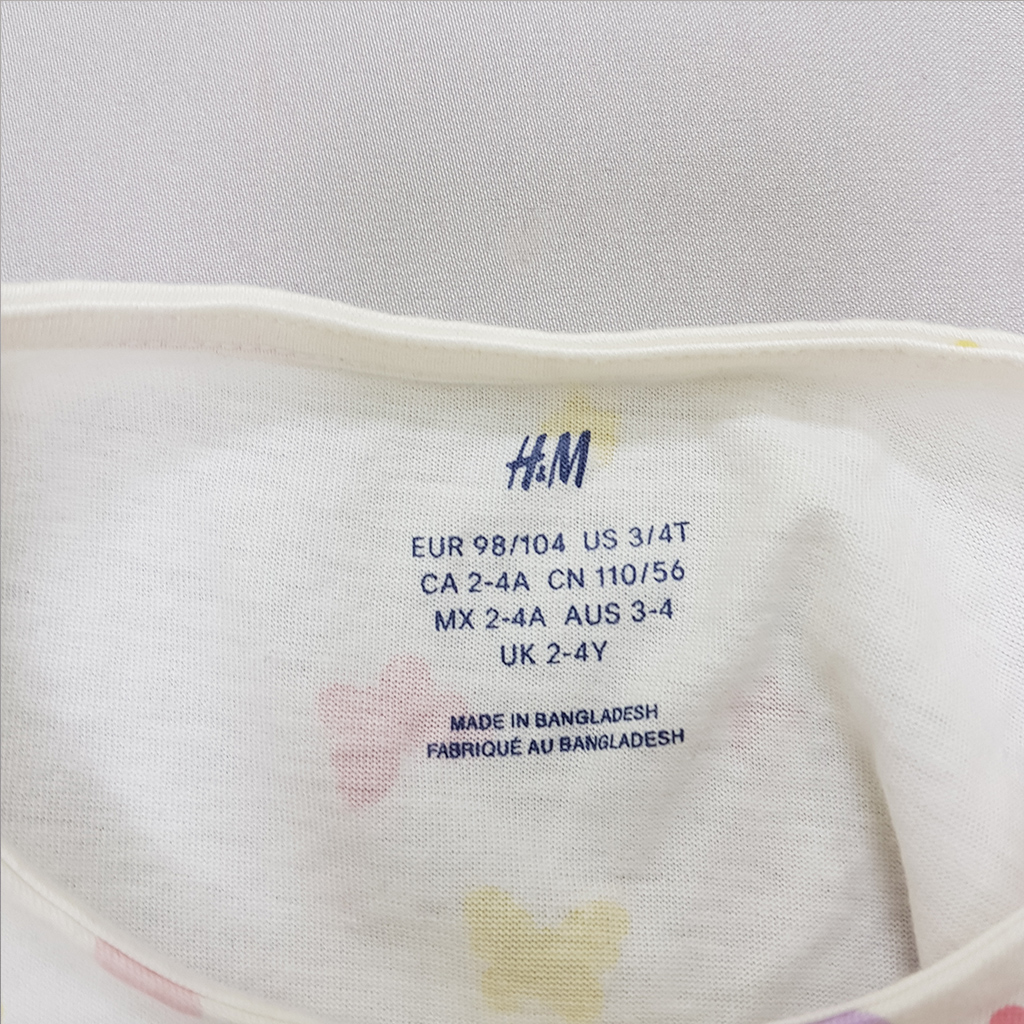 H&M
EUR 98/104 US 3/4T
CA 2-4A CN 110/56
MX 2-4A AUS 3-4
UK 2-4Y
MADE IN BANGLADESH
FABRIQUÉ AU BANGLADESH